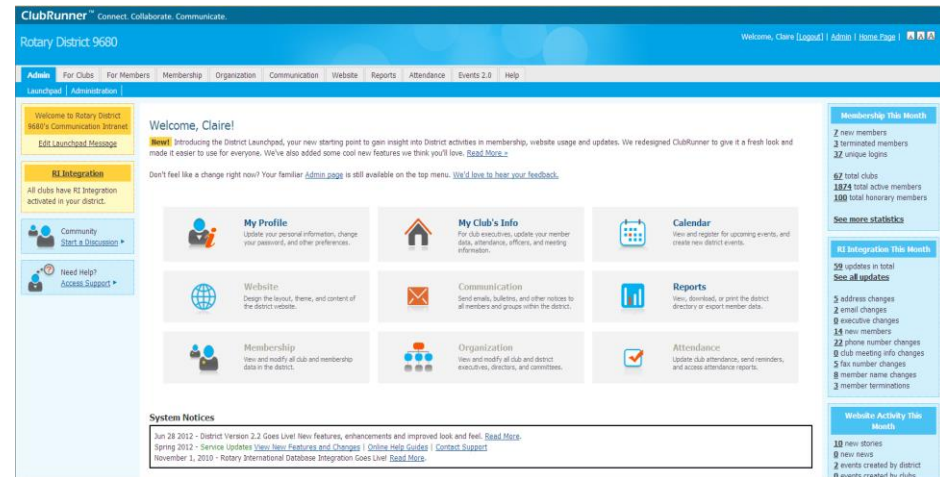 ClubRunner™ Connect. Collaborate. Communicate.
Rotary District 9680
Welcome, Claire [Logout] | Admin | Home Page | A A A
Admin For Clubs For Members Membership Organization Communication Website Reports Attendance Events 2.0 Help
Launchpad | Administration |
Welcome to Rotary District
9680's Communication Intranet
Edit Launchpad Message
RI Integration
All clubs have RI Integration
activated in your district.
Community
Start a Discussion
Need Help?
Access Support
Welcome, Claire!
New! Introducing the District Launchpad, your new starting point to gain insight into District activities in membership, website usage and updates. We redesigned ClubRunner to give it a fresh look and
made it easier to use for everyone. We've also added some cool new features we think you'll love. Read More »
Don't feel like a change right now? Your familiar Admin page is still available on the top menu. We'd love to hear your feedback.
My Profile
Update your personal information, change
your password, and other preferences.
My Club's Info
For club executives, update your member
data, attendance, officers, and meeting
information.
Calendar
View and register for upcoming events, and
create new district events.
Website
Design the layout, theme, and content of
the district website.
Communication
Send emails, bulletins, and other notices to
all members and groups within the district.
Reports
View, download, or print the district
directory or export member data.
Membership
View and modify all club and membership
data in the district.
Organization
View and modify all club and district
executives, directors, and committees.
Attendance
Update club attendance, send reminders,
and access attendance reports.
System Notices
Jun 28 2012 - District Version 2.2 Goes Live! New features, enhancements and improved look and feel. Read More.
Spring 2012 - Service Updates View New Features and Changes | Online Help Guides | Contact Support
November 1, 2010 - Rotary International Database Integration Goes Live! Read More.
Membership This Month
7 new members
3 terminated members
37 unique logins
67 total clubs
1874 total active members
100 total honorary members
See more statistics
RI Integration This Month
59 updates in total
See all updates
5 address changes
2 email changes
0 executive changes
14 new members
22 phone number changes
0 club meeting info changes
5 fax number changes
8 member name changes
3 member terminations
Website Activity This
Month
10 new stories
0 new news
2 events created by district
0 events created by clubs